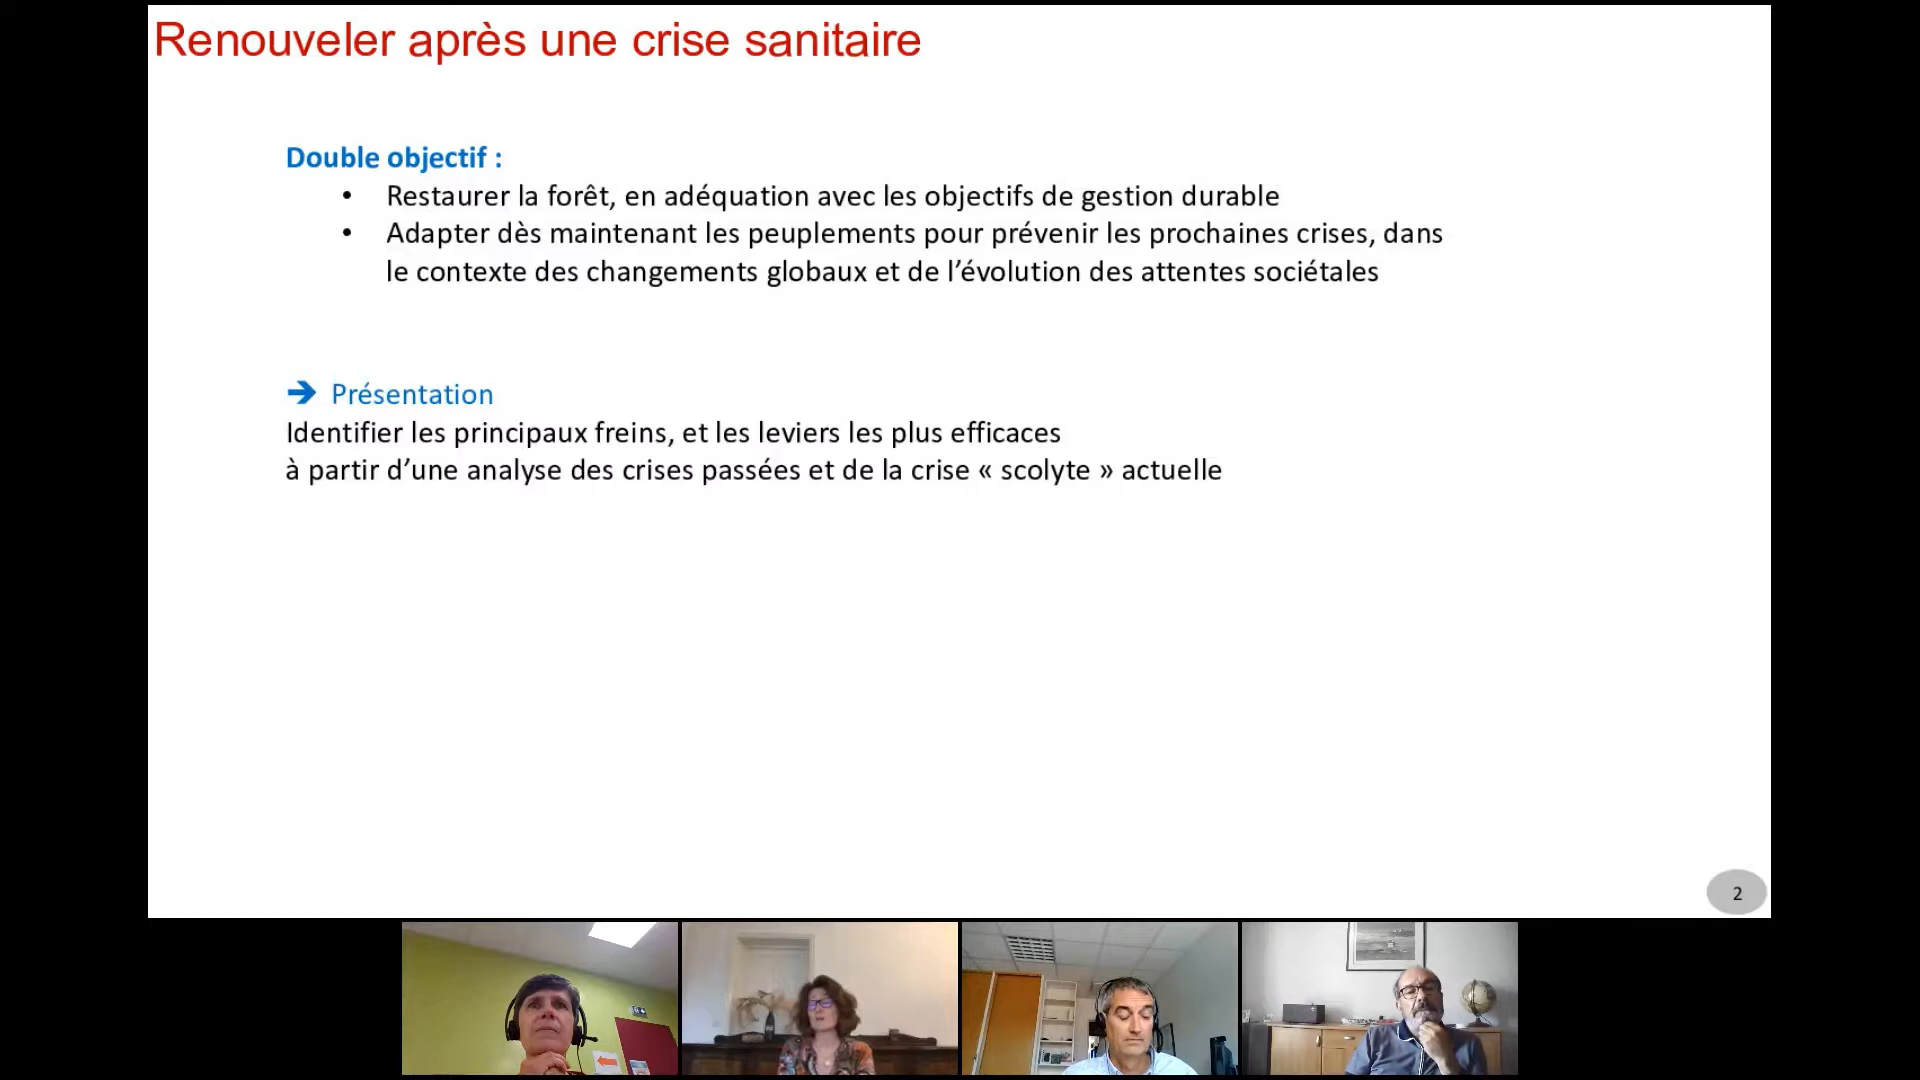 Renouveler après une crise sanitaire
Double objectif :
• Restaurer la forêt, en adéquation avec les objectifs de gestion durable
• Adapter dès maintenant les peuplements pour prévenir les prochaines crises, dans
le contexte des changements globaux et de l’évolution des attentes sociétales
➔ Présentation
Identifier les principaux freins, et les leviers les plus efficaces
à partir d’une analyse des crises passées et de la crise « scolyte » actuelle
2